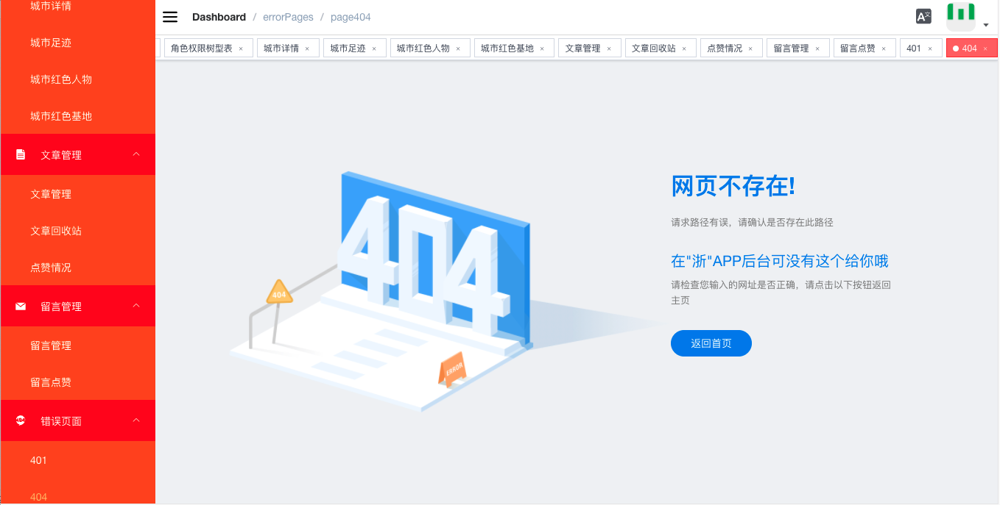 城市详情
城市足迹
城市红色人物
城市红色基地
文章管理
文章管理
文章回收站
点赞情况
留言管理
留言管理
留言点赞
错误页面
401
404
Dashboard / errorPages / page404
角色权限树型表 × 城市详情 × 城市足迹 × 城市红色人物 × 城市红色基地 × 文章管理 × 文章回收站 × 点赞情况 × 留言管理 × 留言点赞 × 401 × 404 ×
404
404
ERROR
网页不存在!
请求路径有误，请确认是否存在此路径
在"浙"APP后台可没有这个给你哦
请检查您输入的网址是否正确，请点击以下按钮返回
主页
返回首页